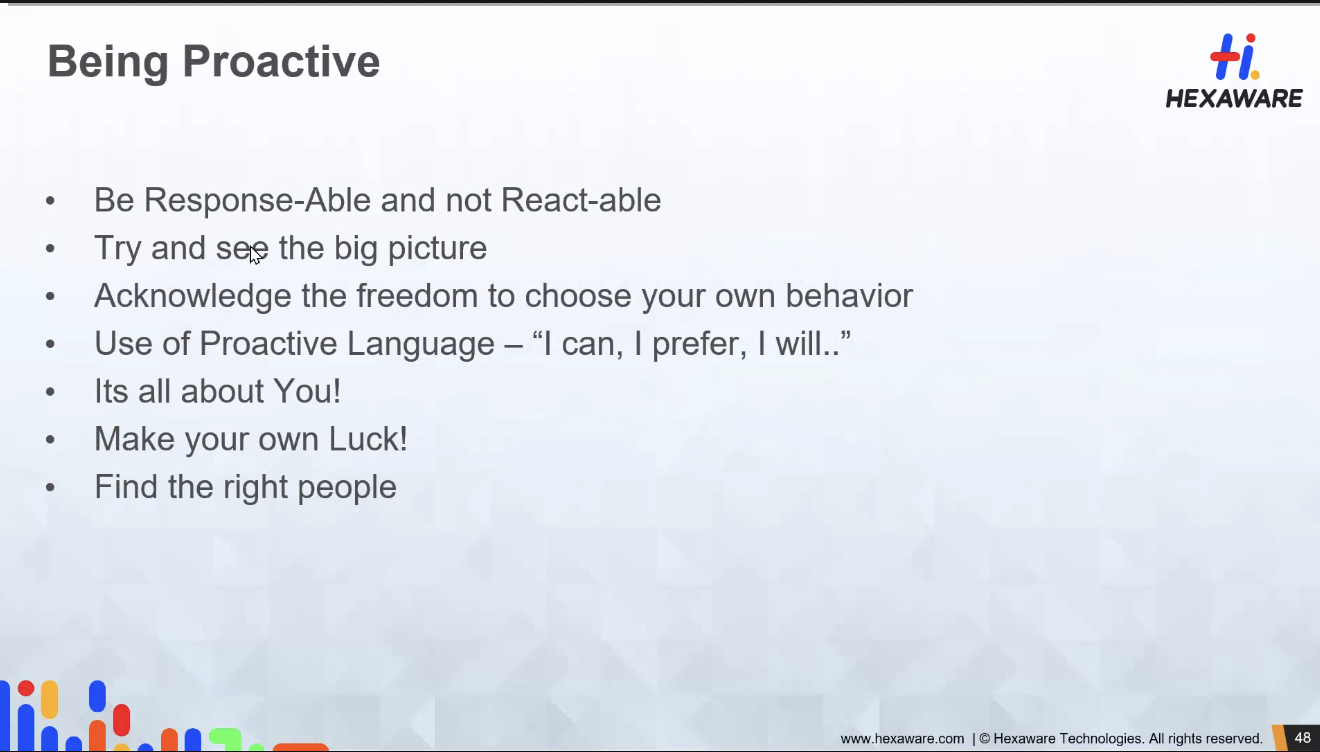 Being Proactive
HEXAWARE
• Be Response-Able and not React-able
• Try and see the big picture
• Acknowledge the freedom to choose your own behavior
• Use of Proactive Language – “I can, I prefer, I will..”
• Its all about You!
• Make your own Luck!
• Find the right people
www.hexaware.com | © Hexaware Technologies. All rights reserved. 48